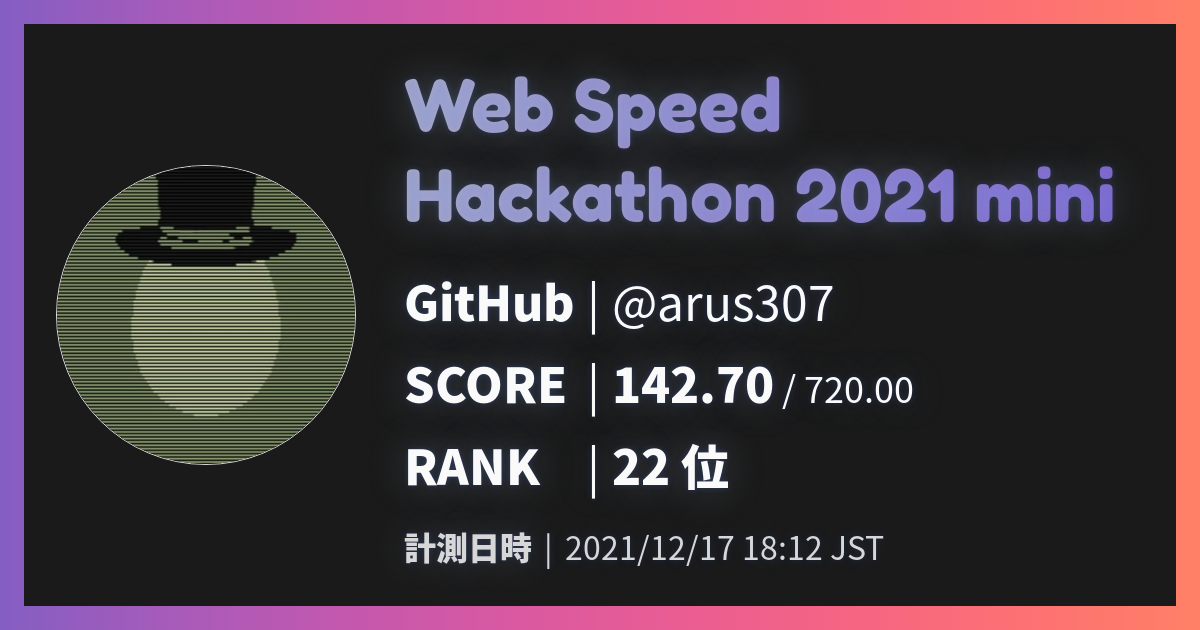 Web Speed
Hackathon 2021 mini
GitHub | @arus307
SCORE | 142.70 / 720.00
RANK | 22 位
計測日時 | 2021/12/17 18:12 JST